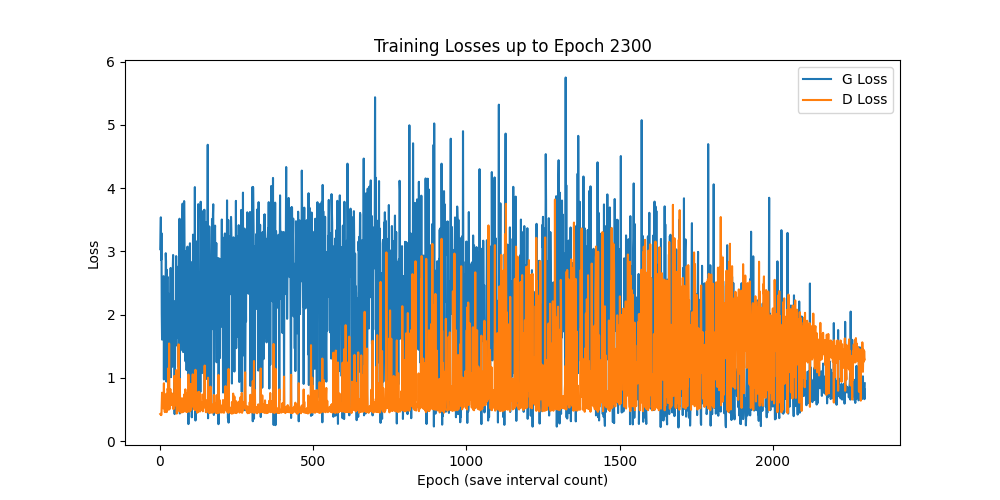 Training Losses up to Epoch 2300
G Loss
D Loss
Loss
6
5
4
3
2
1
0
0
500
1000
1500
2000
Epoch (save interval count)